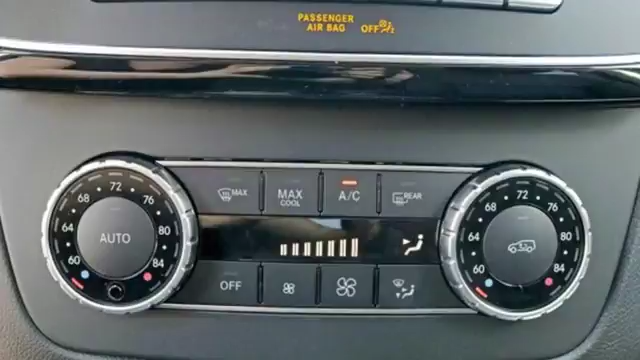 PASSENGER
AIR BAG OFF
72
68 76
64 80
60 84
AUTO
MAX
MAX
COOL
A/C
REAR
OFF
72
68 76
64 80
60 84